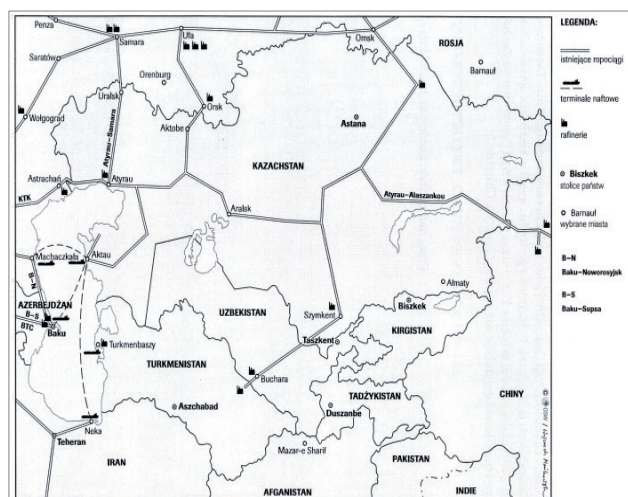 Penza
Samara
Ufa
Omsk
ROSJA
Saratów
Orenburg
Barnauł
Uralsk
Orsk
Wołgograd
Aktobe
Astana
Atyrau–Samara
KAZACHSTAN
Astrachań
Atyrau
KTK
Aralsk
Atyrau–Alaszankou
Machaczkała
Aktau
B–N
AZERBEJDŻAN
B–S
BTC
Baku
Almaty
Biszkek
UZBEKISTAN
Szymkent
KIRGISTAN
Taszkent
Turkmenbaszy
TURKMENISTAN
Buchara
TADŻYKISTAN
CHINY
Aszchabad
Duszanbe
Neka
Teheran
Mazar-e Sharif
PAKISTAN
IRAN
AFGANISTAN
INDIE
LEGENDA:
istniejące ropociągi
terminale naftowe
rafinerie
Biszkek
stolice państw
Barnauł
wybrane miasta
B–N
Baku–Noworosyjsk
B–S
Baku–Supsa